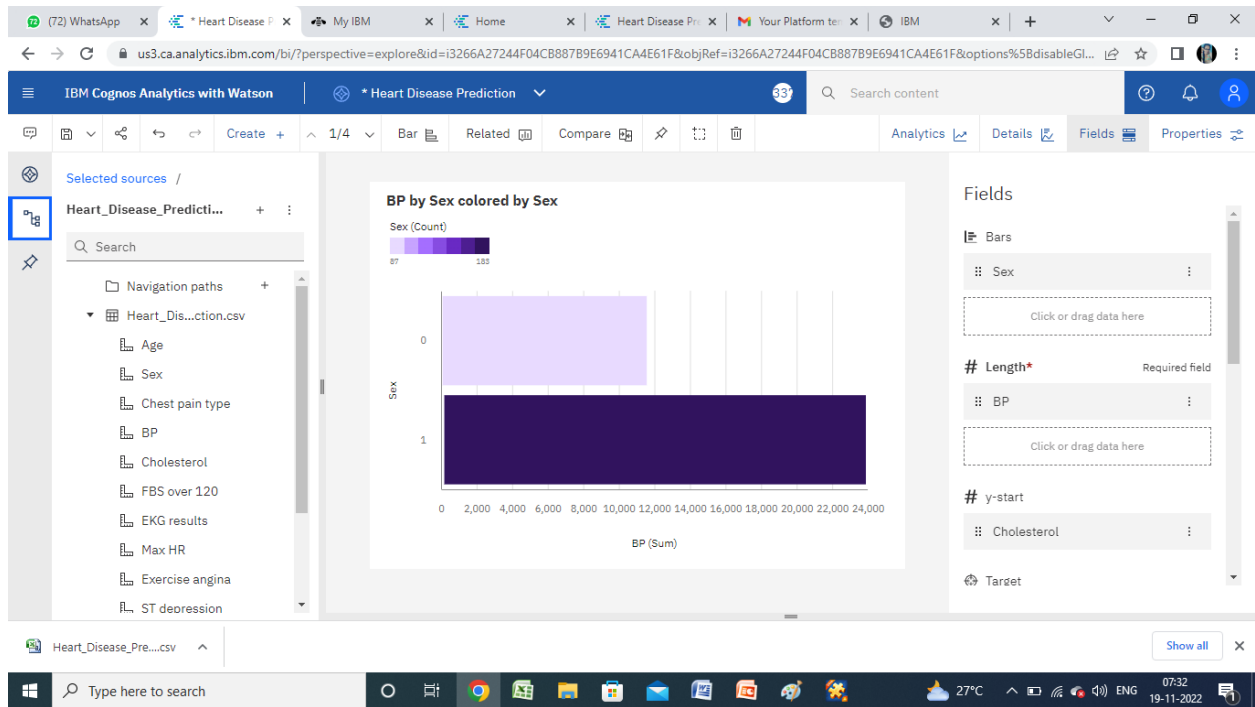 (72) WhatsApp
* Heart Disease P
My IBM
Home
Heart Disease Pre
Your Platform ter
IBM
us3.ca.analytics.ibm.com/bi/?perspective=explore&id=i3266A27244F04CB887B9E6941CA4E61F&objRef=i3266A27244F04CB887B9E6941CA4E61F&options%5BdisableGl...
IBM Cognos Analytics with Watson
* Heart Disease Prediction
Search content
Create +
1/4
Bar
Related
Compare
Analytics
Details
Fields
Properties
Selected sources /
Heart_Disease_Predicti...
Search
Navigation paths
Heart_Dis...ction.csv
Age
Sex
Chest pain type
BP
Cholesterol
FBS over 120
EKG results
Max HR
Exercise angina
ST depression
BP by Sex colored by Sex
Sex (Count)
87 183
0
Sex
1
0 2,000 4,000 6,000 8,000 10,000 12,000 14,000 16,000 18,000 20,000 22,000 24,000
BP (Sum)
Fields
Bars
Sex
Click or drag data here
# Length* Required field
BP
Click or drag data here
# y-start
Cholesterol
Target
Heart_Disease_Pre....csv
Show all
Type here to search
27°C
ENG
07:32
19-11-2022